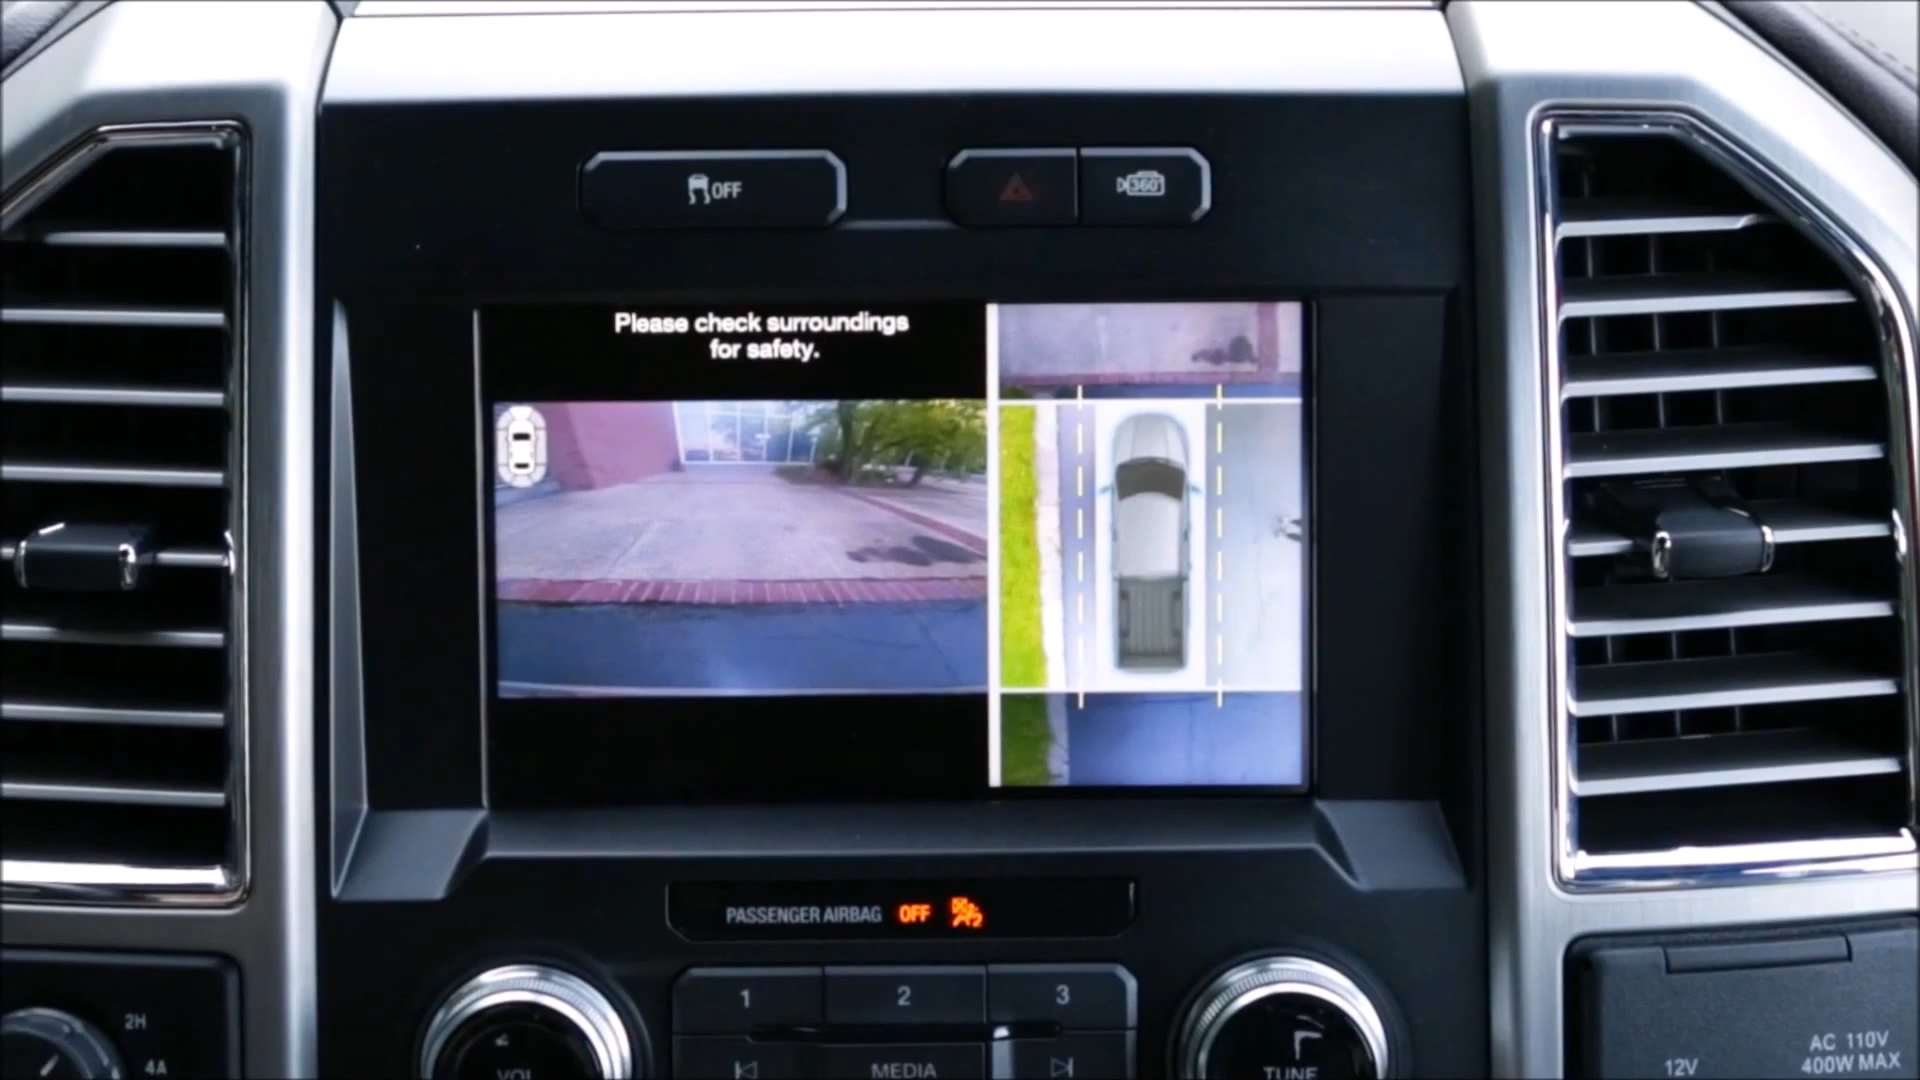 OFF
360°
Please check surroundings
for safety.
PASSENGER AIRBAG OFF
1 2 3
2H
4A
VOL
MEDIA
TUNE
12V
AC 110V
400W MAX